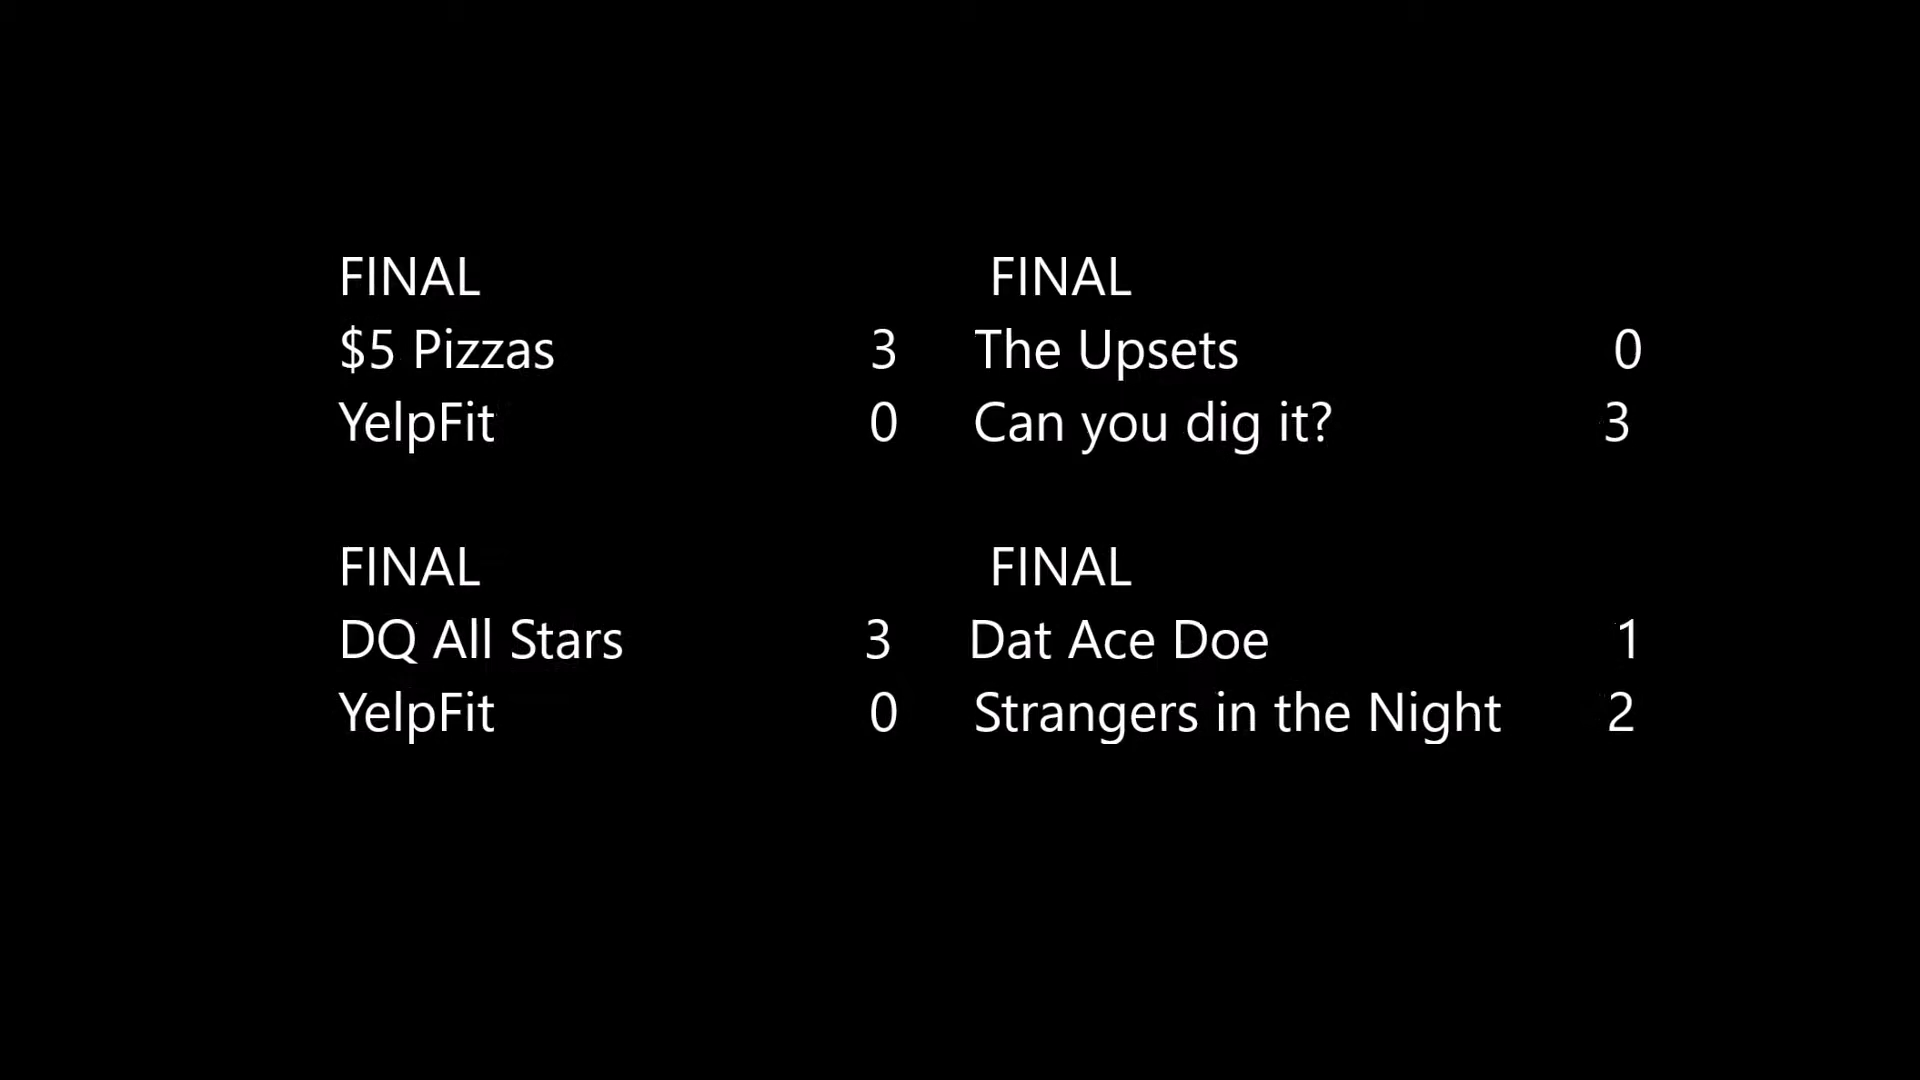 FINAL FINAL
$5 Pizzas 3 The Upsets 0
YelpFit 0 Can you dig it? 3
FINAL FINAL
DQ All Stars 3 Dat Ace Doe 1
YelpFit 0 Strangers in the Night 2